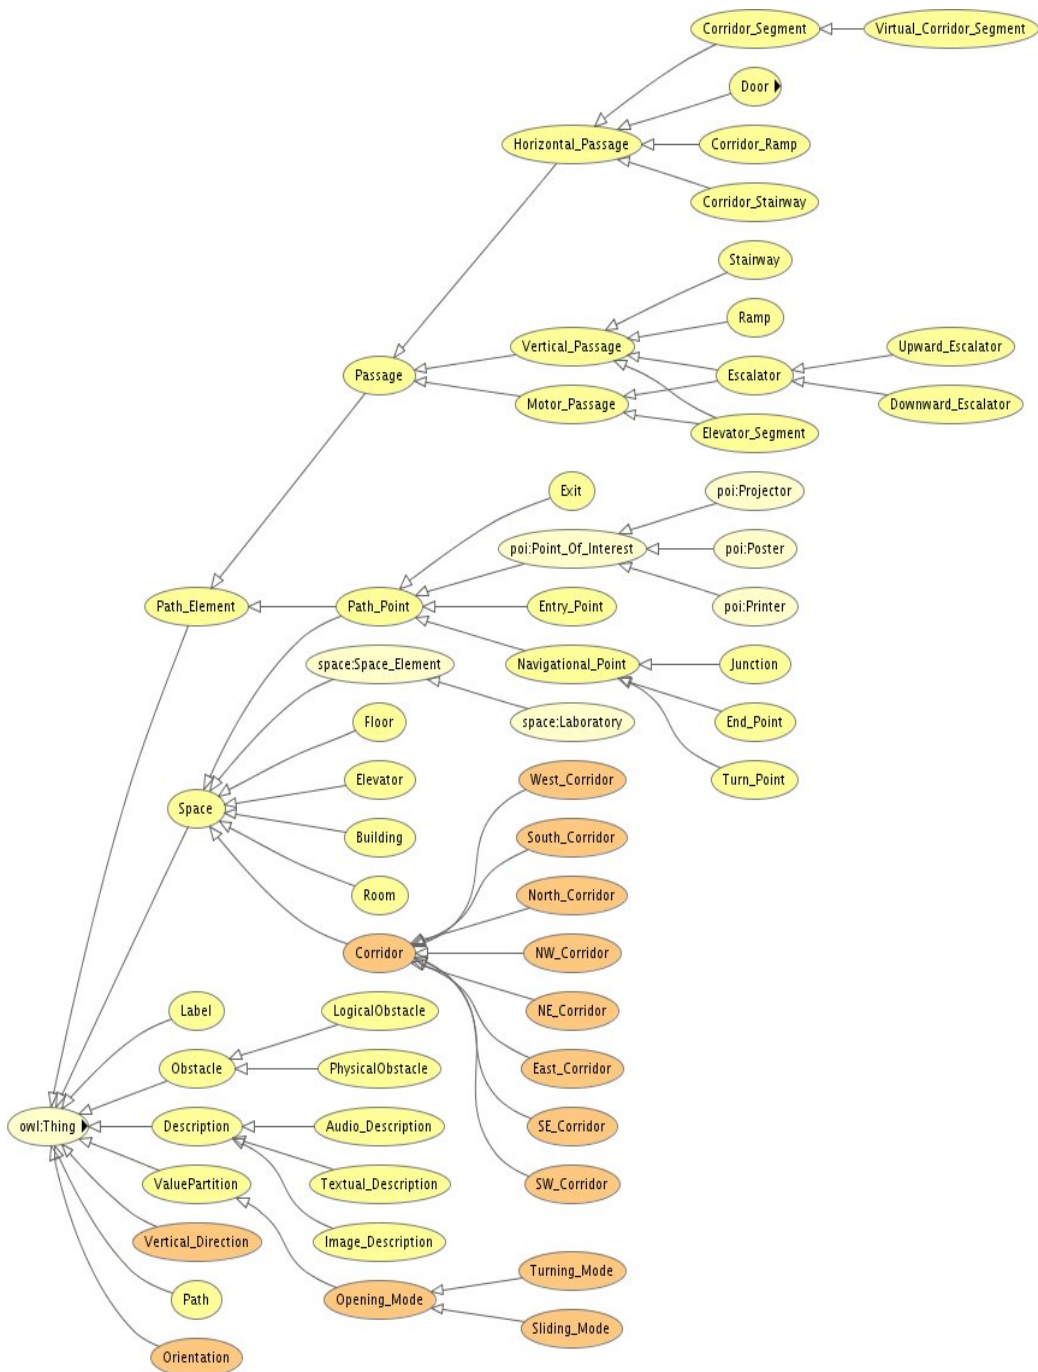 Corridor_Segment
Virtual_Corridor_Segment
Door
Horizontal_Passage
Corridor_Ramp
Corridor_Stairway
Stairway
Ramp
Vertical_Passage
Upward_Escalator
Passage
Escalator
Motor_Passage
Downward_Escalator
Elevator_Segment
Exit
poi:Projector
poi:Point_Of_Interest
poi:Poster
Path_Element
Path_Point
Entry_Point
poi:Printer
space:Space_Element
Navigational_Point
Junction
Floor
space:Laboratory
End_Point
Elevator
West_Corridor
Turn_Point
Space
Building
South_Corridor
Room
North_Corridor
Corridor
NW_Corridor
Label
LogicalObstacle
NE_Corridor
Obstacle
PhysicalObstacle
East_Corridor
owl:Thing
Description
Audio_Description
SE_Corridor
ValuePartition
Textual_Description
SW_Corridor
Vertical_Direction
Image_Description
Path
Opening_Mode
Turning_Mode
Sliding_Mode
Orientation